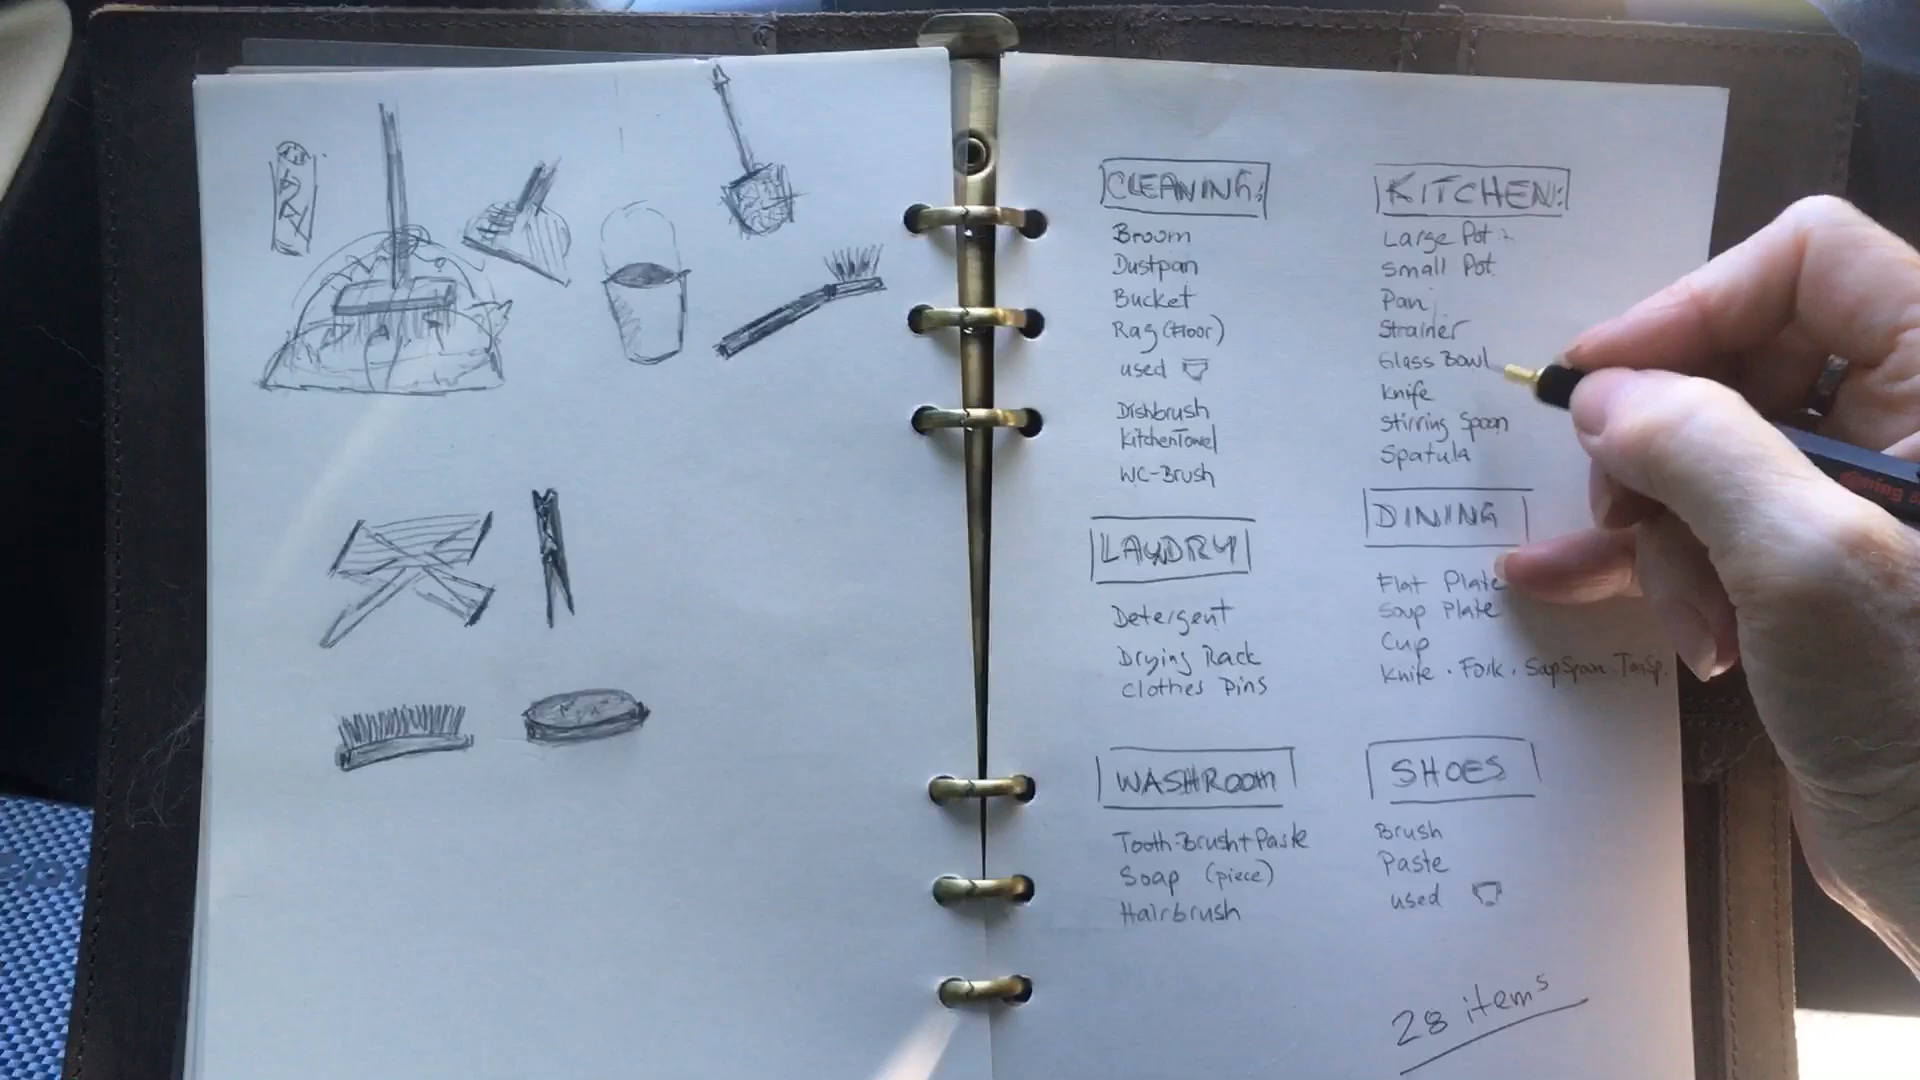 CLEANING:
Broom
Dustpan
Bucket
Rag (Floor)
used
Dishbrush
KitchenTowel
WC-Brush
LAUNDRY
Detergent
Drying Rack
Clothes Pins
WASHROOM
Tooth-Brush+Paste
Soap (piece)
Hairbrush
KITCHEN:
Large Pot
Small Pot
Pan
Strainer
Glass Bowl
Knife
Stirring Spoon
Spatula
DINING
Flat Plate
Soup Plate
Cup
Knife . Fork . SoupSpoon . TeaSp.
SHOES
Brush
Paste
used
28 items